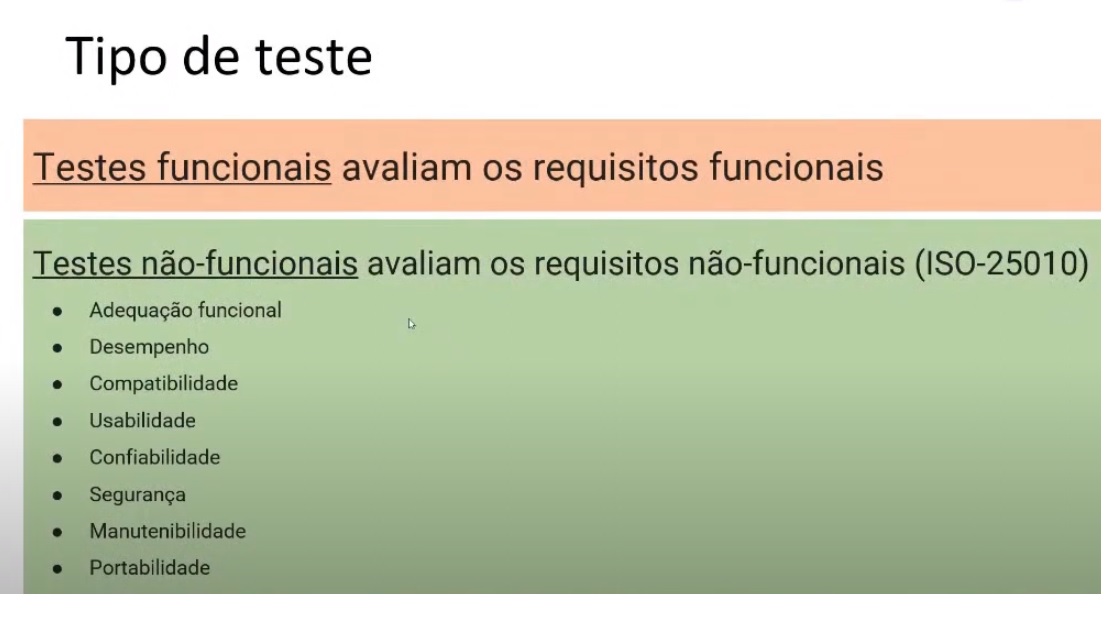 Tipo de teste
Testes funcionais avaliam os requisitos funcionais
Testes não-funcionais avaliam os requisitos não-funcionais (ISO-25010)
● Adequação funcional
● Desempenho
● Compatibilidade
● Usabilidade
● Confiabilidade
● Segurança
● Manutenibilidade
● Portabilidade